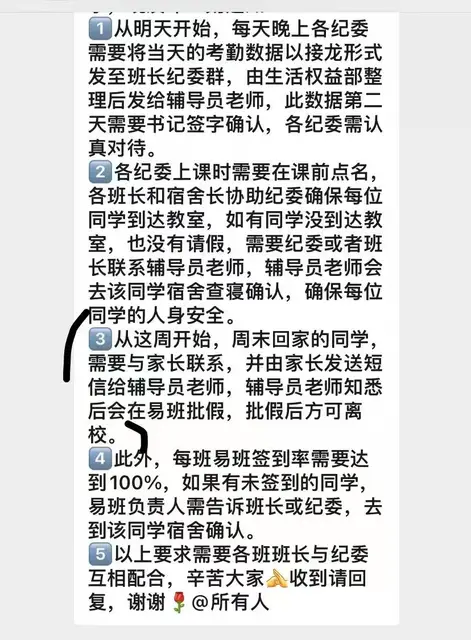 1️⃣从明天开始，每天晚上各纪委
需要将当天的考勤数据以接龙形式
发至班长纪委群，由生活权益部整
理后发给辅导员老师，此数据第二
天需要书记签字确认，各纪委需认
真对待。
2️⃣各纪委上课时需要在课前点名，
各班长和宿舍长协助纪委确保每位
同学到达教室，如有同学没到达教
室，也没有请假，需要纪委或者班
长联系辅导员老师，辅导员老师会
去该同学宿舍查寝确认，确保每位
同学的人身安全。
3️⃣从这周开始，周末回家的同学，
需要与家长联系，并由家长发送短
信给辅导员老师，辅导员老师知悉
后会在易班批假，批假后方可离
校。
4️⃣此外，每班易班签到率需要达
到100%，如果有未签到的同学，
易班负责人需告诉班长或纪委，去
到该同学宿舍确认。
5️⃣以上要求需要各班班长与纪委
互相配合，辛苦大家🙏收到请回
复，谢谢🌹@所有人